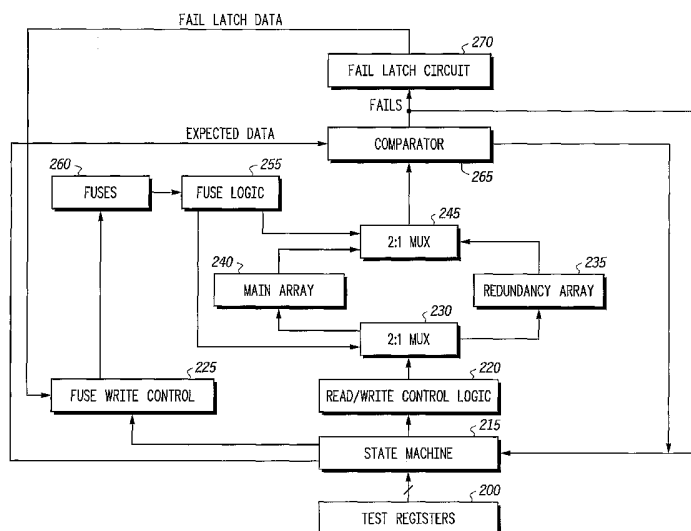 FAIL LATCH DATA
270
FAIL LATCH CIRCUIT
FAILS
EXPECTED DATA
COMPARATOR
265
260
FUSES
255
FUSE LOGIC
245
2:1 MUX
240
MAIN ARRAY
235
REDUNDANCY ARRAY
230
2:1 MUX
225
FUSE WRITE CONTROL
220
READ/WRITE CONTROL LOGIC
215
STATE MACHINE
200
TEST REGISTERS